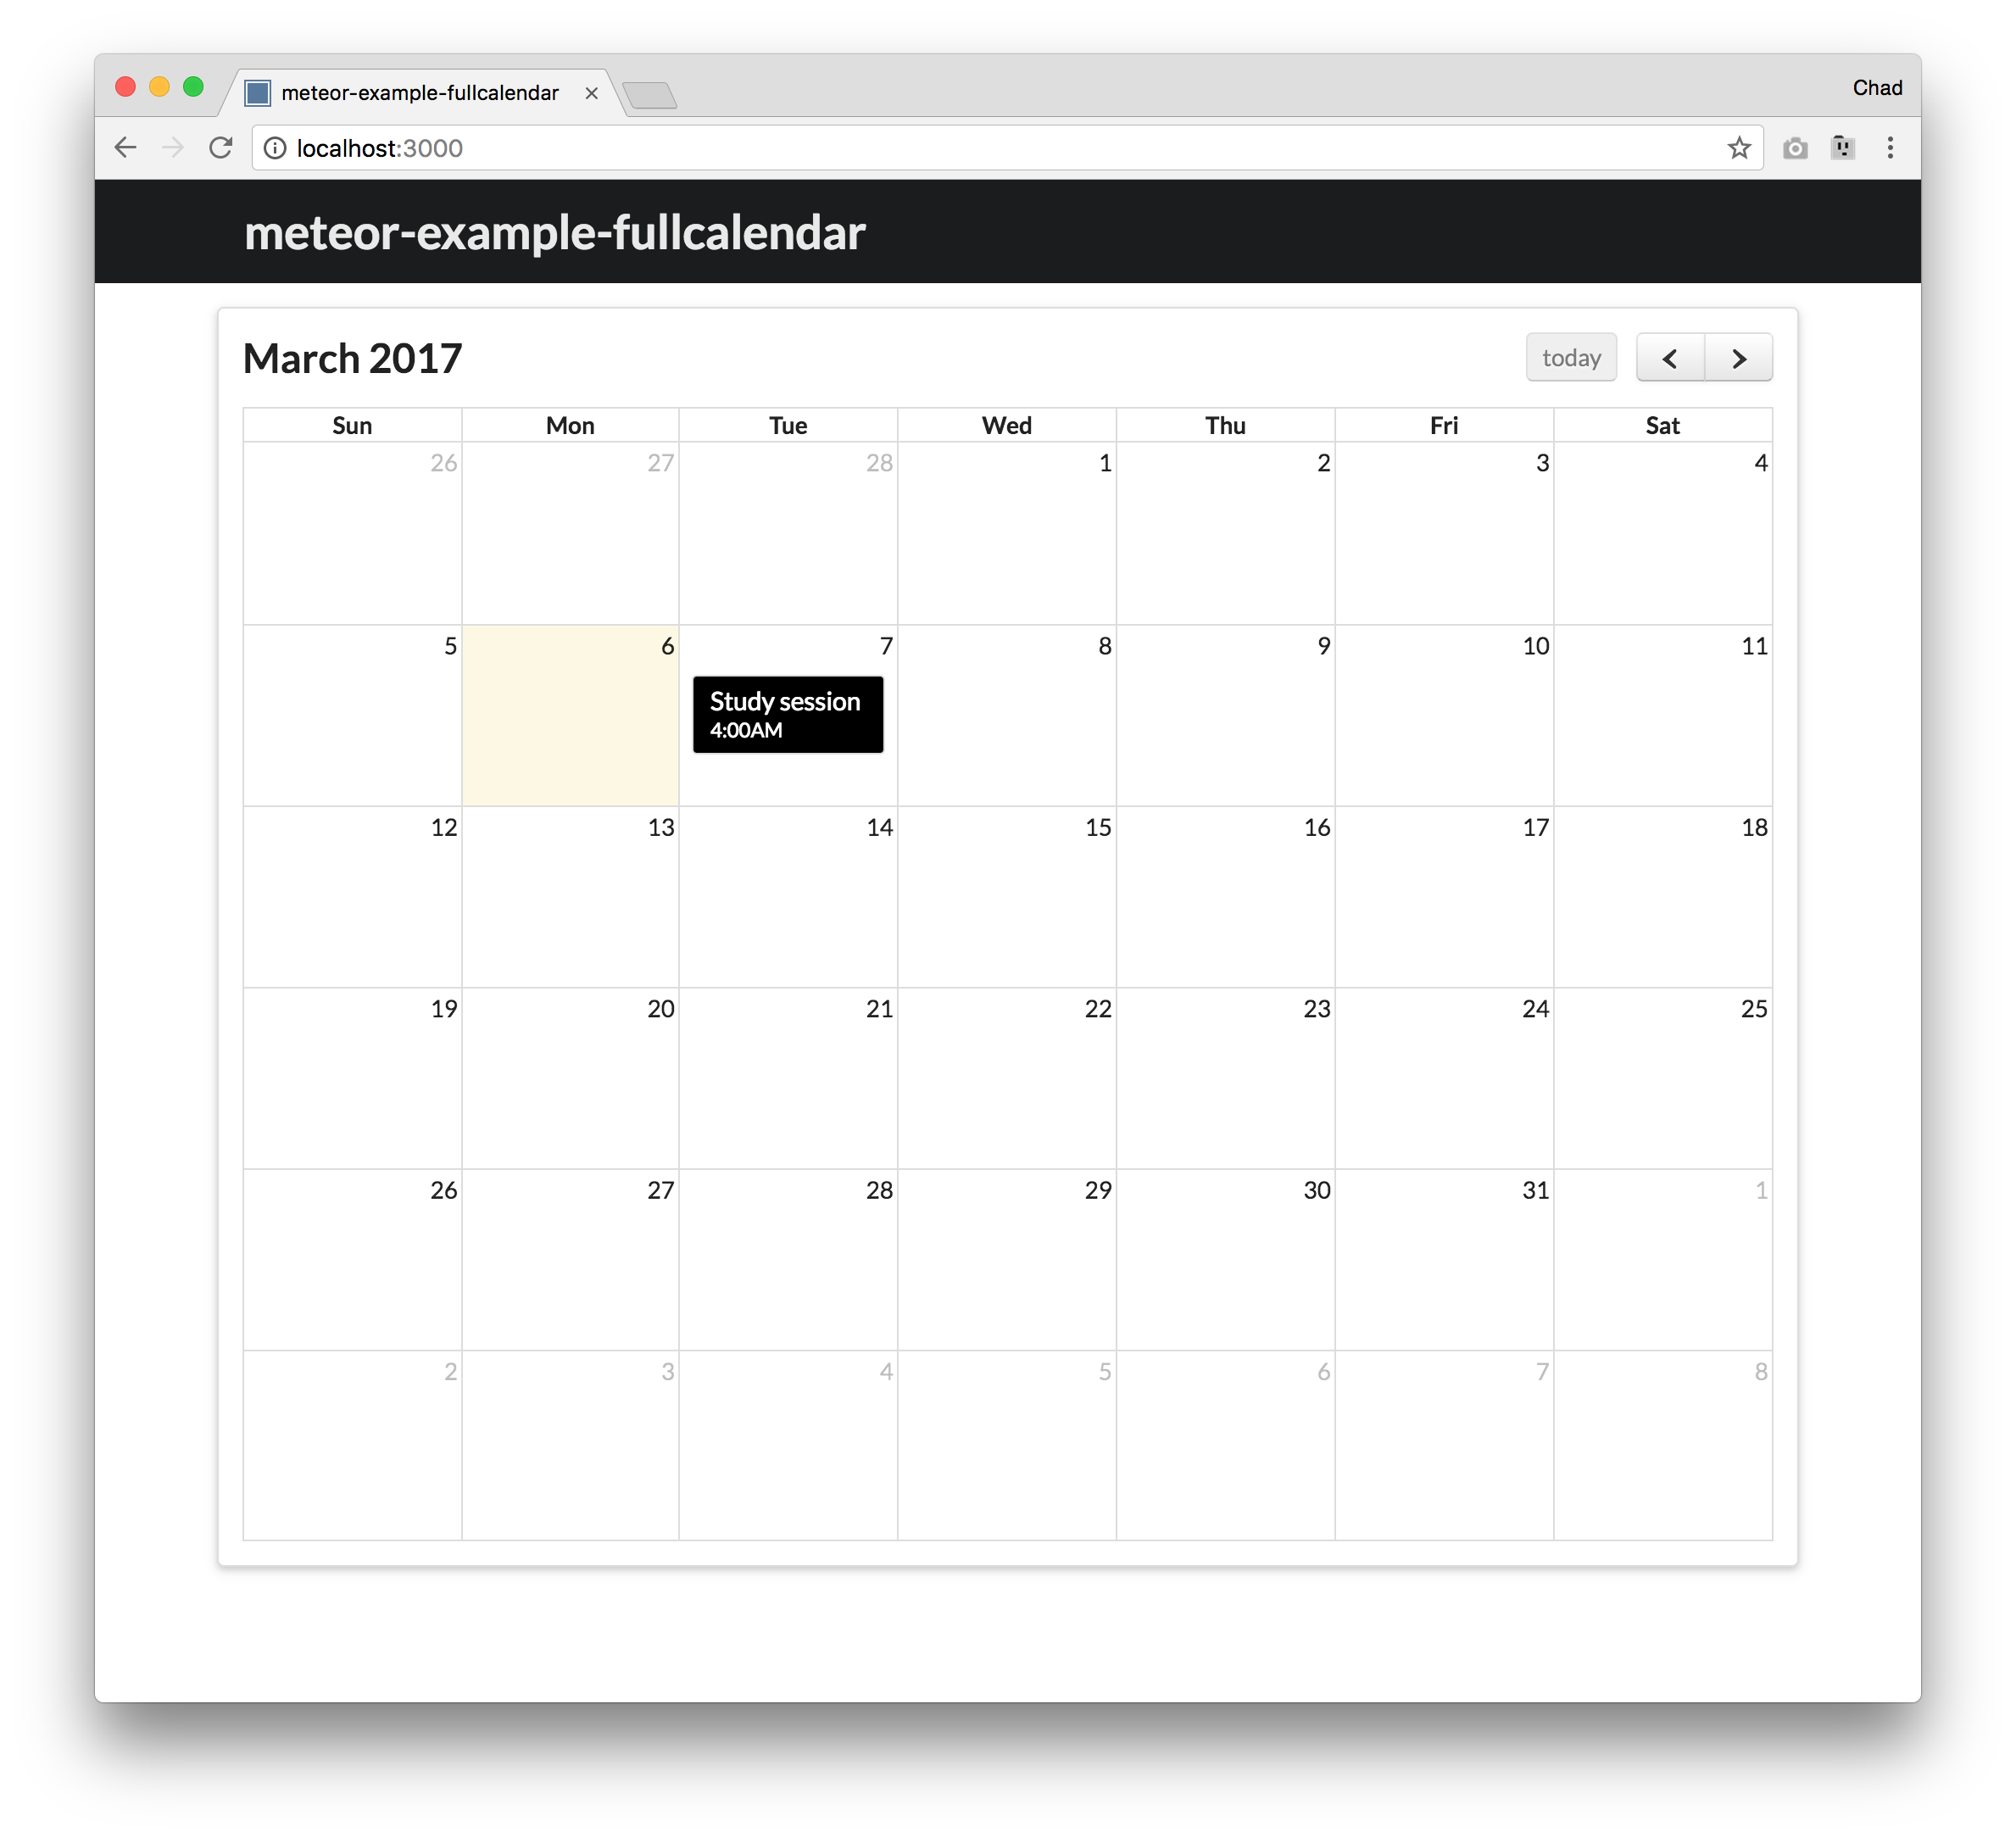 meteor-example-fullcalendar
Chad
localhost:3000
meteor-example-fullcalendar
March 2017
today
Sun Mon Tue Wed Thu Fri Sat
26 27 28 1 2 3 4
5 6 7 8 9 10 11
Study session
4:00AM
12 13 14 15 16 17 18
19 20 21 22 23 24 25
26 27 28 29 30 31 1
2 3 4 5 6 7 8